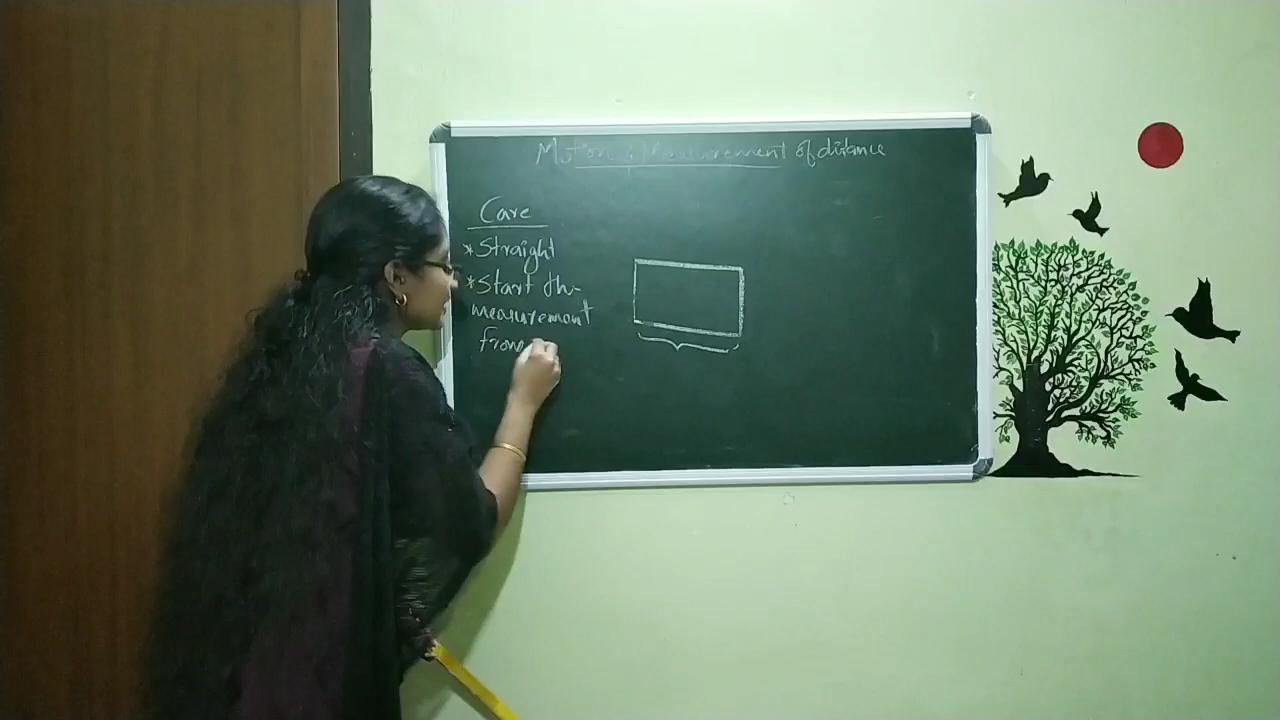 Motion & Measurement of distance
Care
* Straight
* Start the
measurement
from